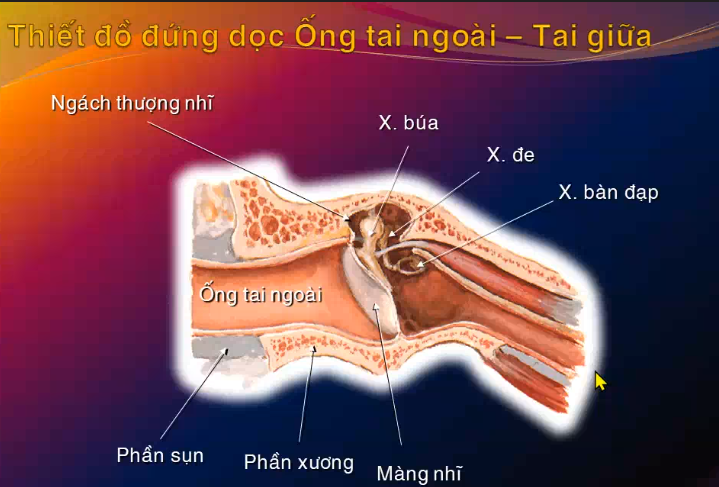 Thiết đồ đứng dọc Ống tai ngoài – Tai giữa
Ngách thượng nhĩ
X. búa
X. đe
X. bàn đạp
Ống tai ngoài
Phần sụn
Phần xương
Màng nhĩ